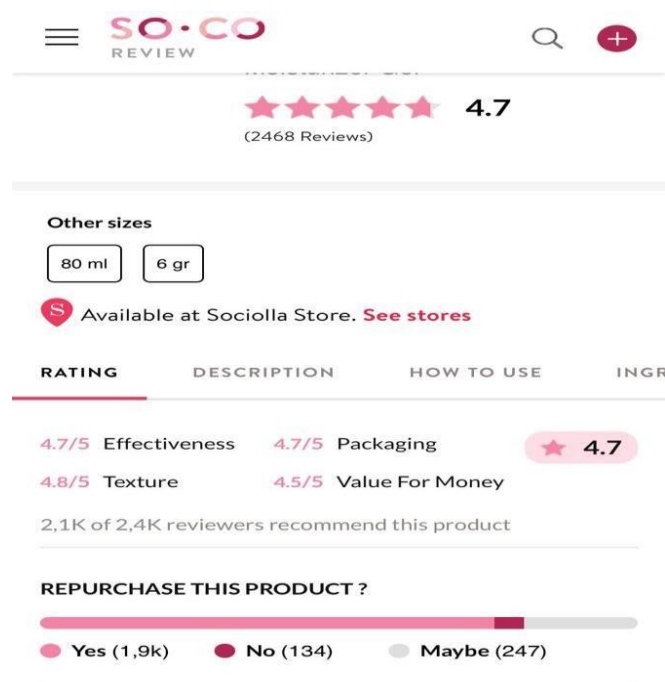 SO•CO
REVIEW
4.7
(2468 Reviews)
Other sizes
80 ml 6 gr
S Available at Sociolla Store. See stores
RATING DESCRIPTION HOW TO USE INGR
4.7/5 Effectiveness 4.7/5 Packaging 4.7
4.8/5 Texture 4.5/5 Value For Money
2,1K of 2,4K reviewers recommend this product
REPURCHASE THIS PRODUCT ?
Yes (1,9k) No (134) Maybe (247)